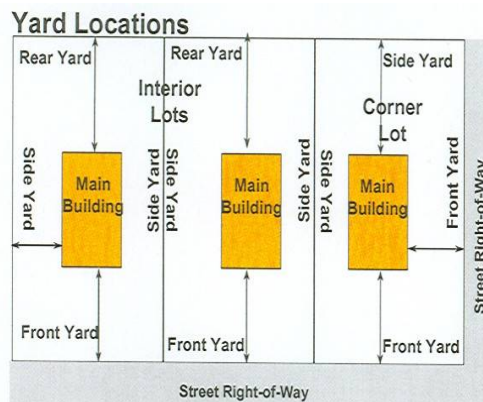 Yard Locations
Rear Yard
Rear Yard
Side Yard
Interior
Lots
Corner
Lot
Side Yard
Main
Building
Side Yard
Side Yard
Main
Building
Side Yard
Side Yard
Main
Building
Front Yard
Street Right-of-Way
Front Yard
Front Yard
Front Yard
Street Right-of-Way